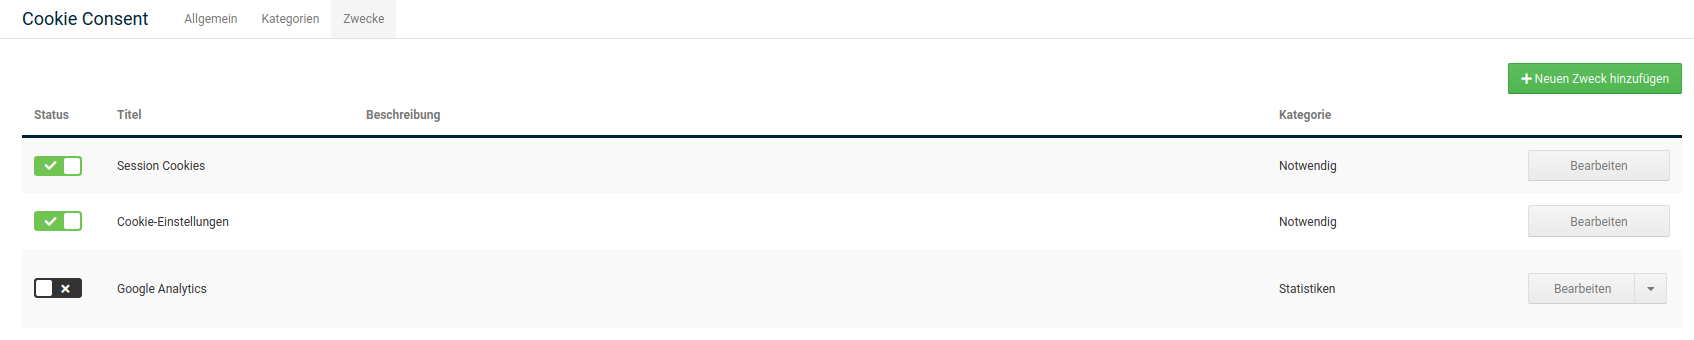 Cookie Consent Allgemein Kategorien Zwecke
Neuen Zweck hinzufügen
Status Titel Beschreibung Kategorie
Session Cookies Notwendig Bearbeiten
Cookie-Einstellungen Notwendig Bearbeiten
Google Analytics Statistiken Bearbeiten